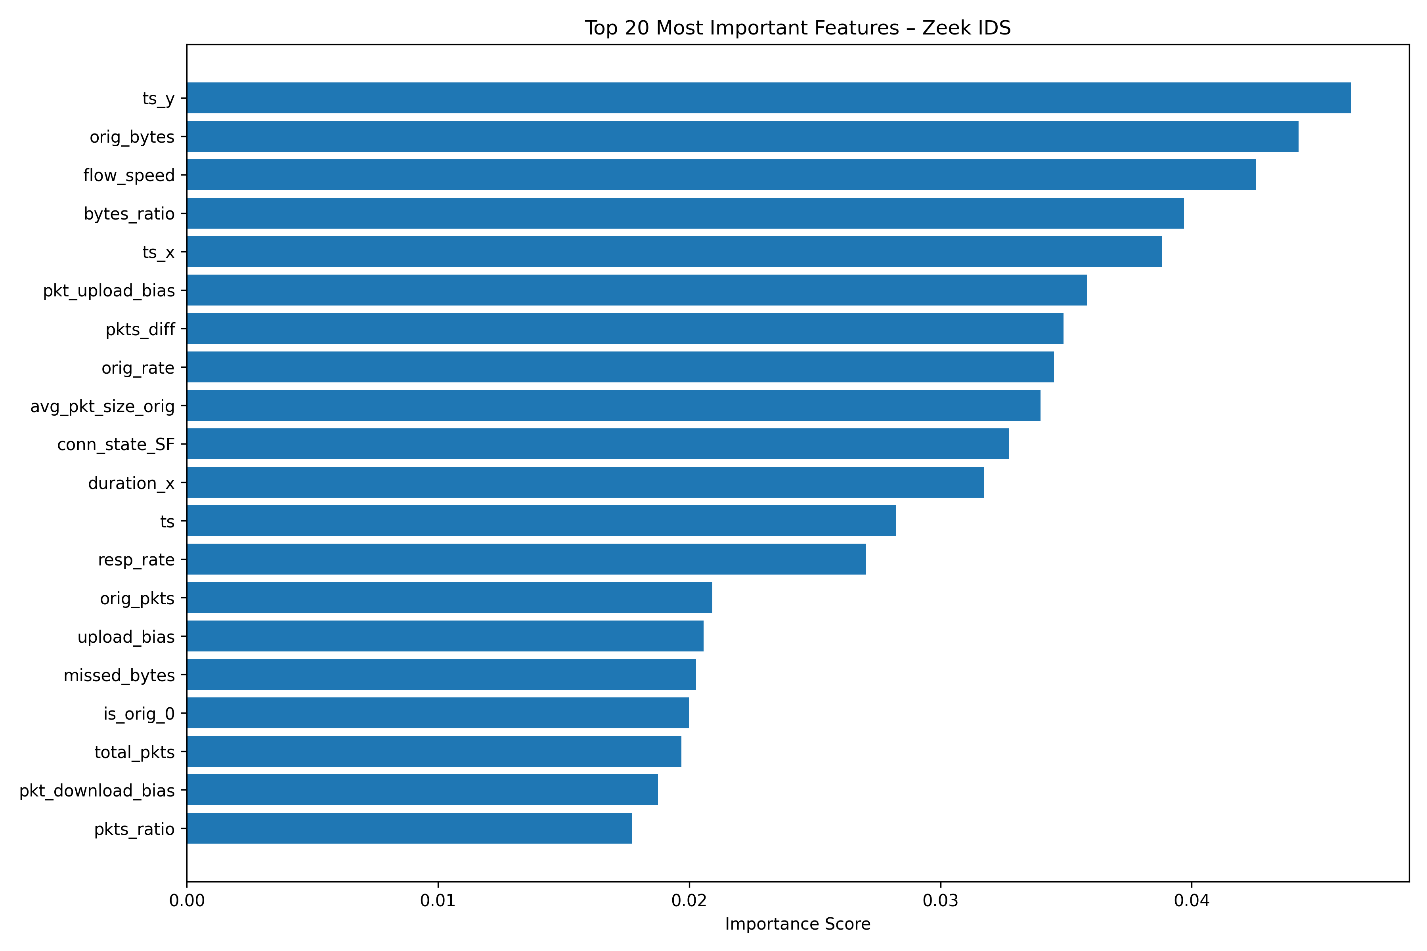 Top 20 Most Important Features – Zeek IDS
ts_y
orig_bytes
flow_speed
bytes_ratio
ts_x
pkt_upload_bias
pkts_diff
orig_rate
avg_pkt_size_orig
conn_state_SF
duration_x
ts
resp_rate
orig_pkts
upload_bias
missed_bytes
is_orig_0
total_pkts
pkt_download_bias
pkts_ratio
0.00 0.01 0.02 0.03 0.04
Importance Score